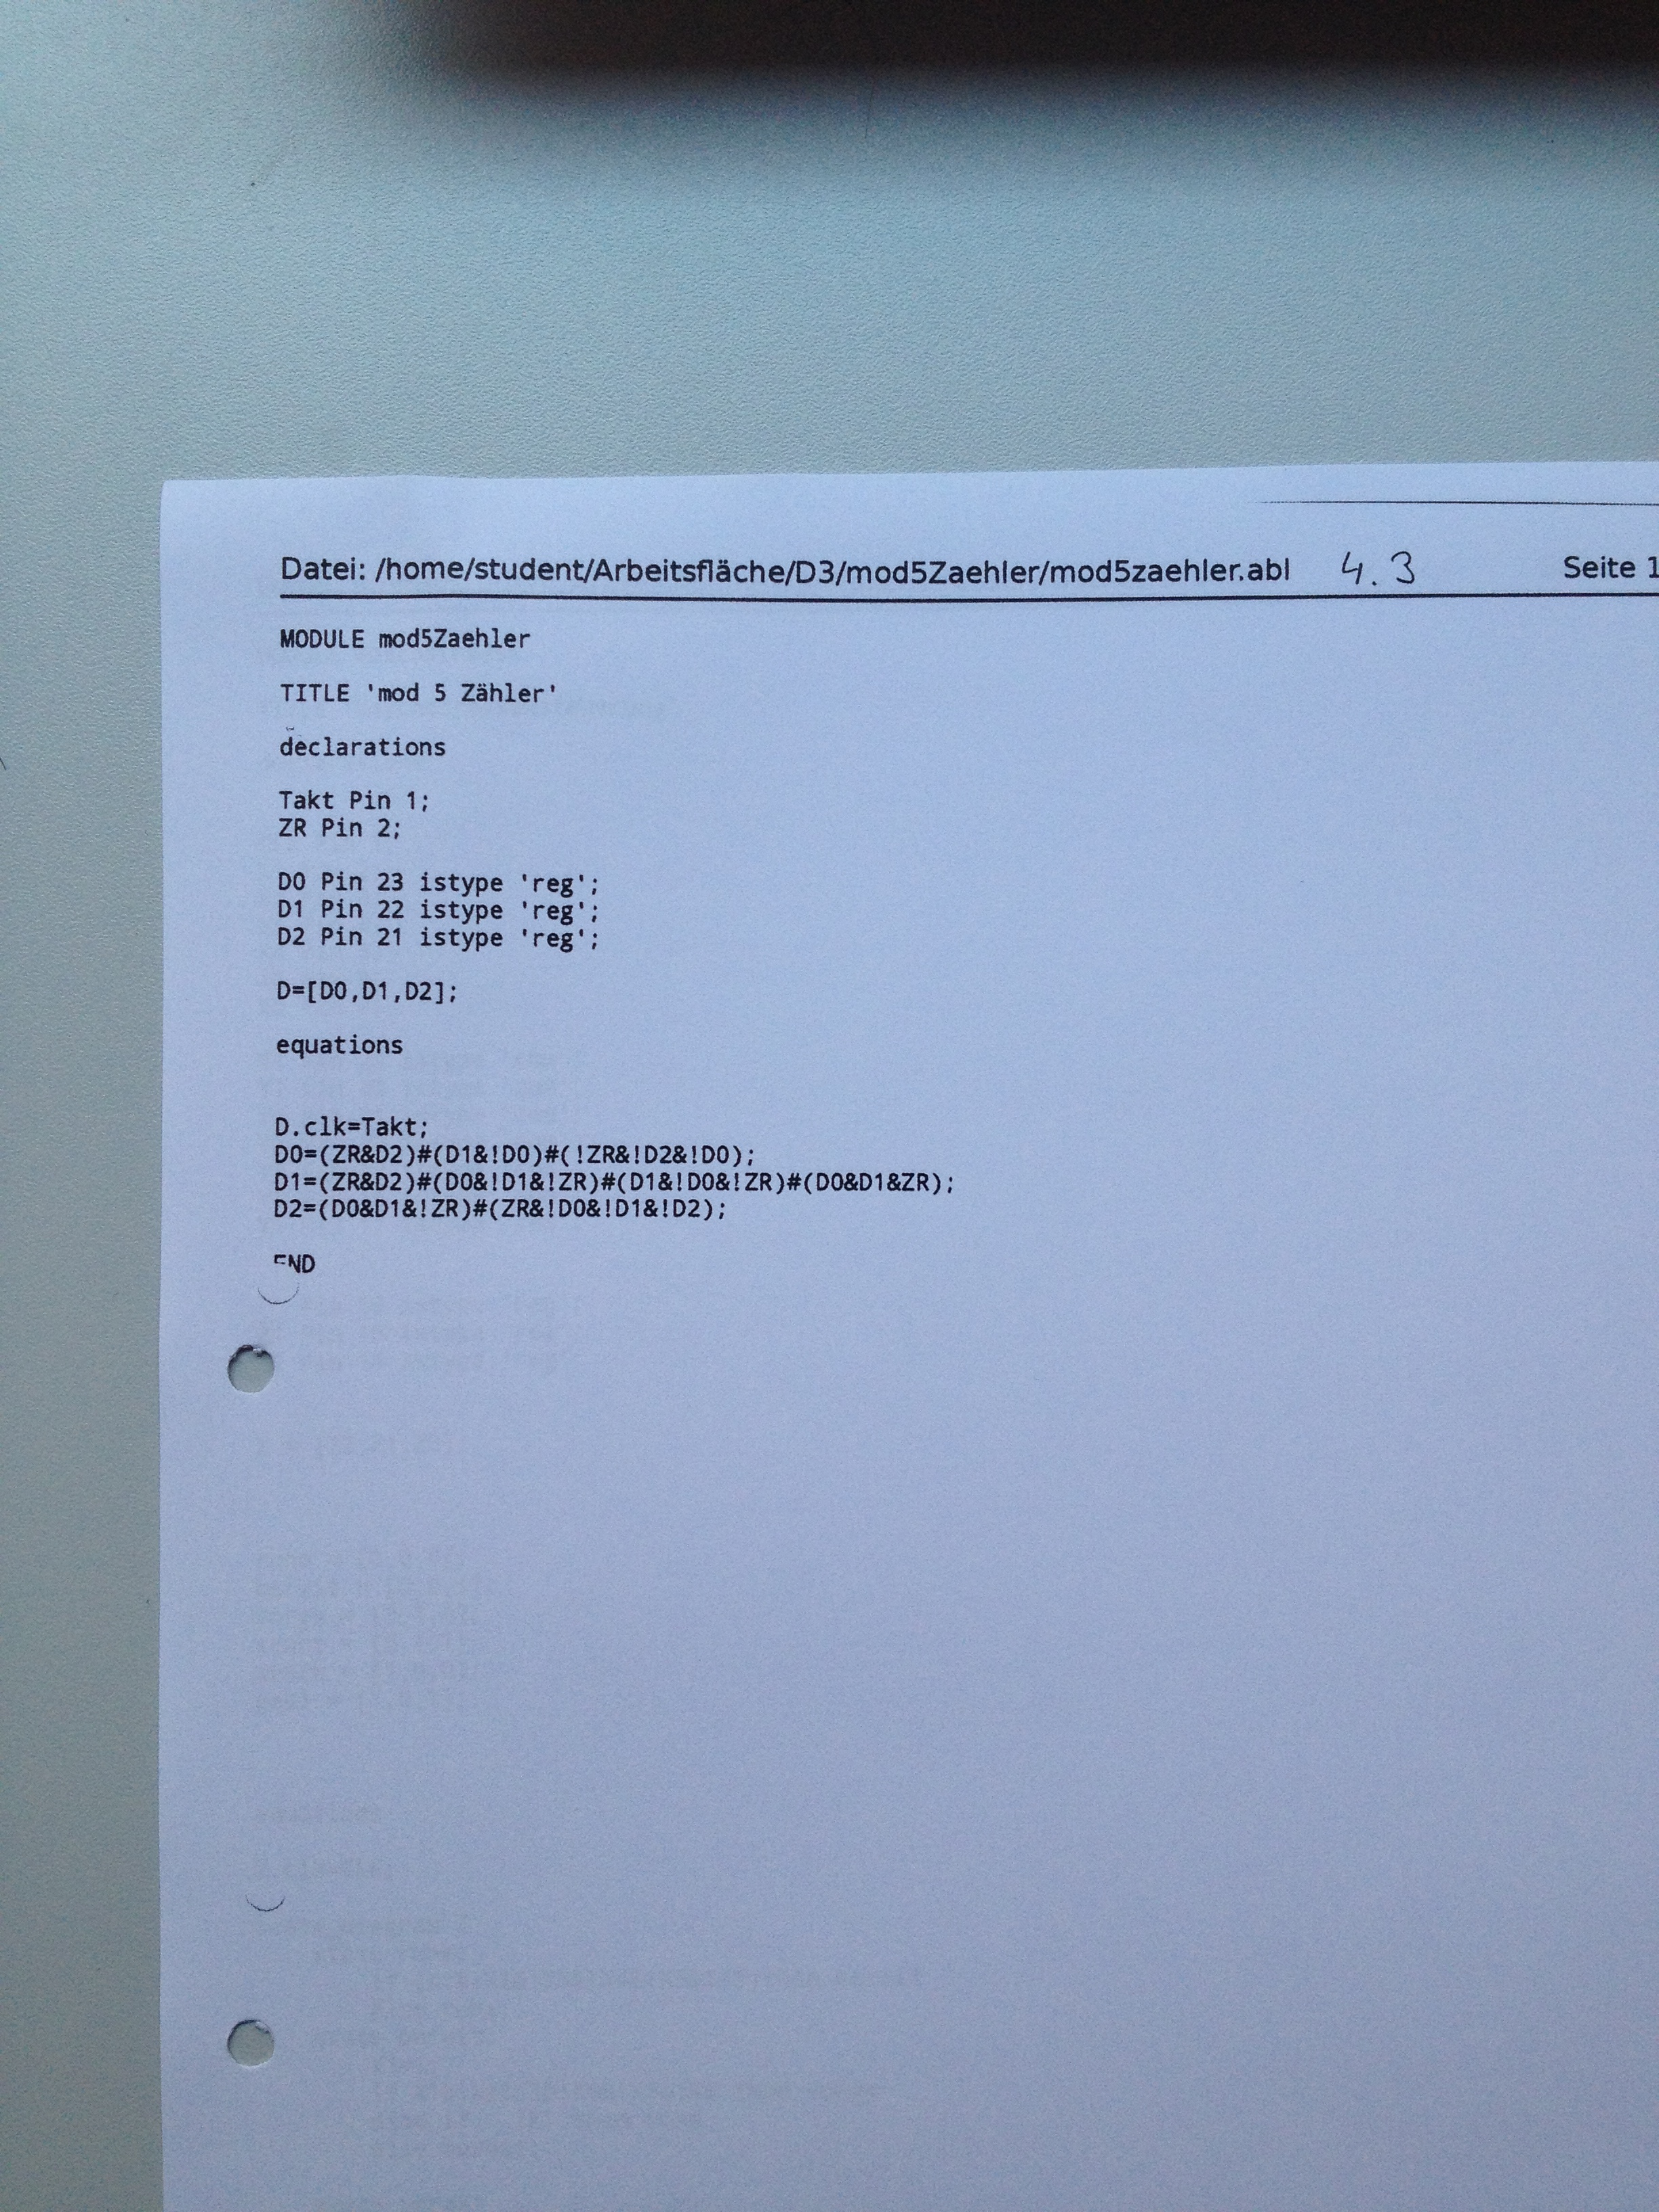 Datei: /home/student/Arbeitsfläche/D3/mod5Zaehler/mod5zaehler.abl 4.3 Seite 1
MODULE mod5Zaehler
TITLE 'mod 5 Zähler'
declarations
Takt Pin 1;
ZR Pin 2;
D0 Pin 23 istype 'reg';
D1 Pin 22 istype 'reg';
D2 Pin 21 istype 'reg';
D=[D0,D1,D2];
equations
D.clk=Takt;
D0=(ZR&D2)#(D1&!D0)#(!ZR&!D2&!D0);
D1=(ZR&D2)#(D0&!D1&!ZR)#(D1&!D0&!ZR)#(D0&D1&ZR);
D2=(D0&D1&!ZR)#(ZR&!D0&!D1&!D2);
END